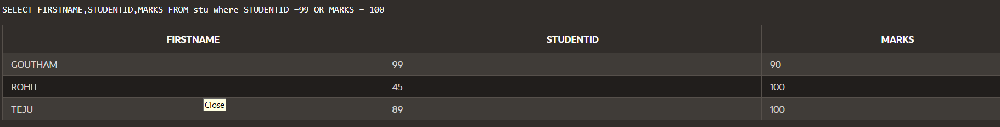 SELECT FIRSTNAME,STUDENTID,MARKS FROM stu where STUDENTID =99 OR MARKS = 100
FIRSTNAME STUDENTID MARKS
GOUTHAM 99 90
ROHIT 45 100
TEJU 89 100
Close